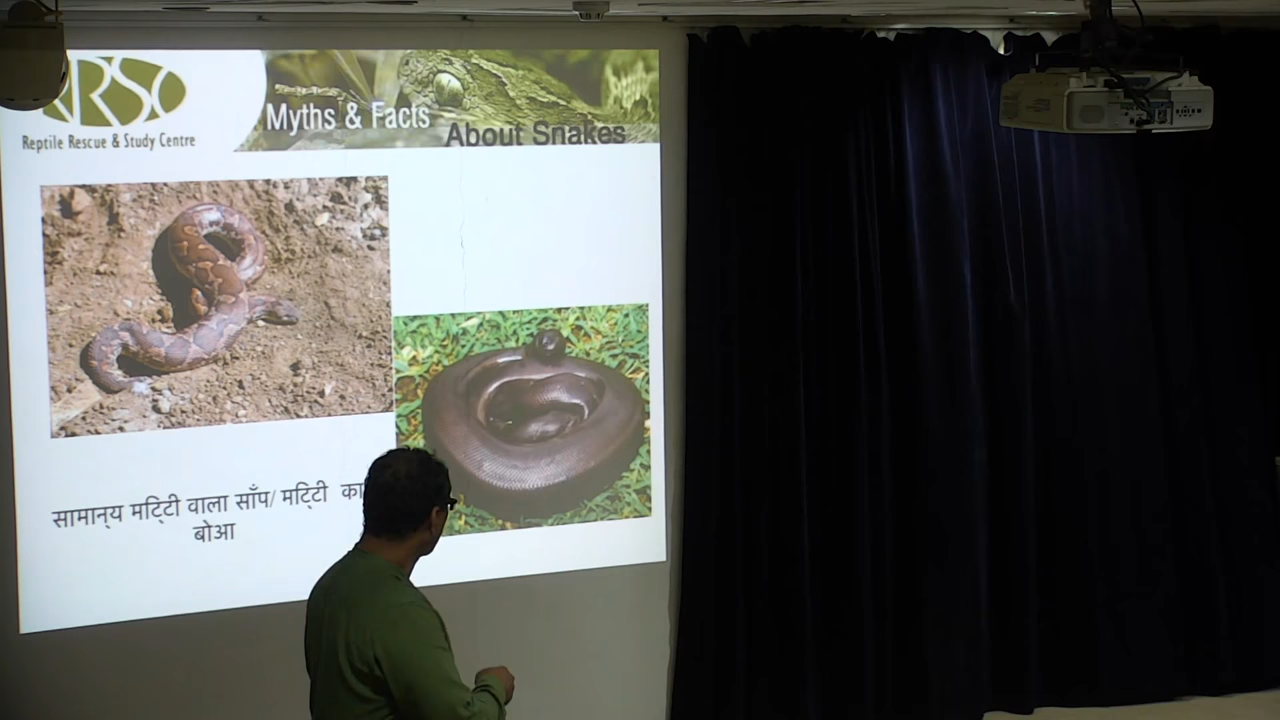 RRSC
Reptile Rescue & Study Centre
Myths & Facts
About Snakes
सामान्‌य मटि्टी वाला साँप/ मटि्टी का
बोआ